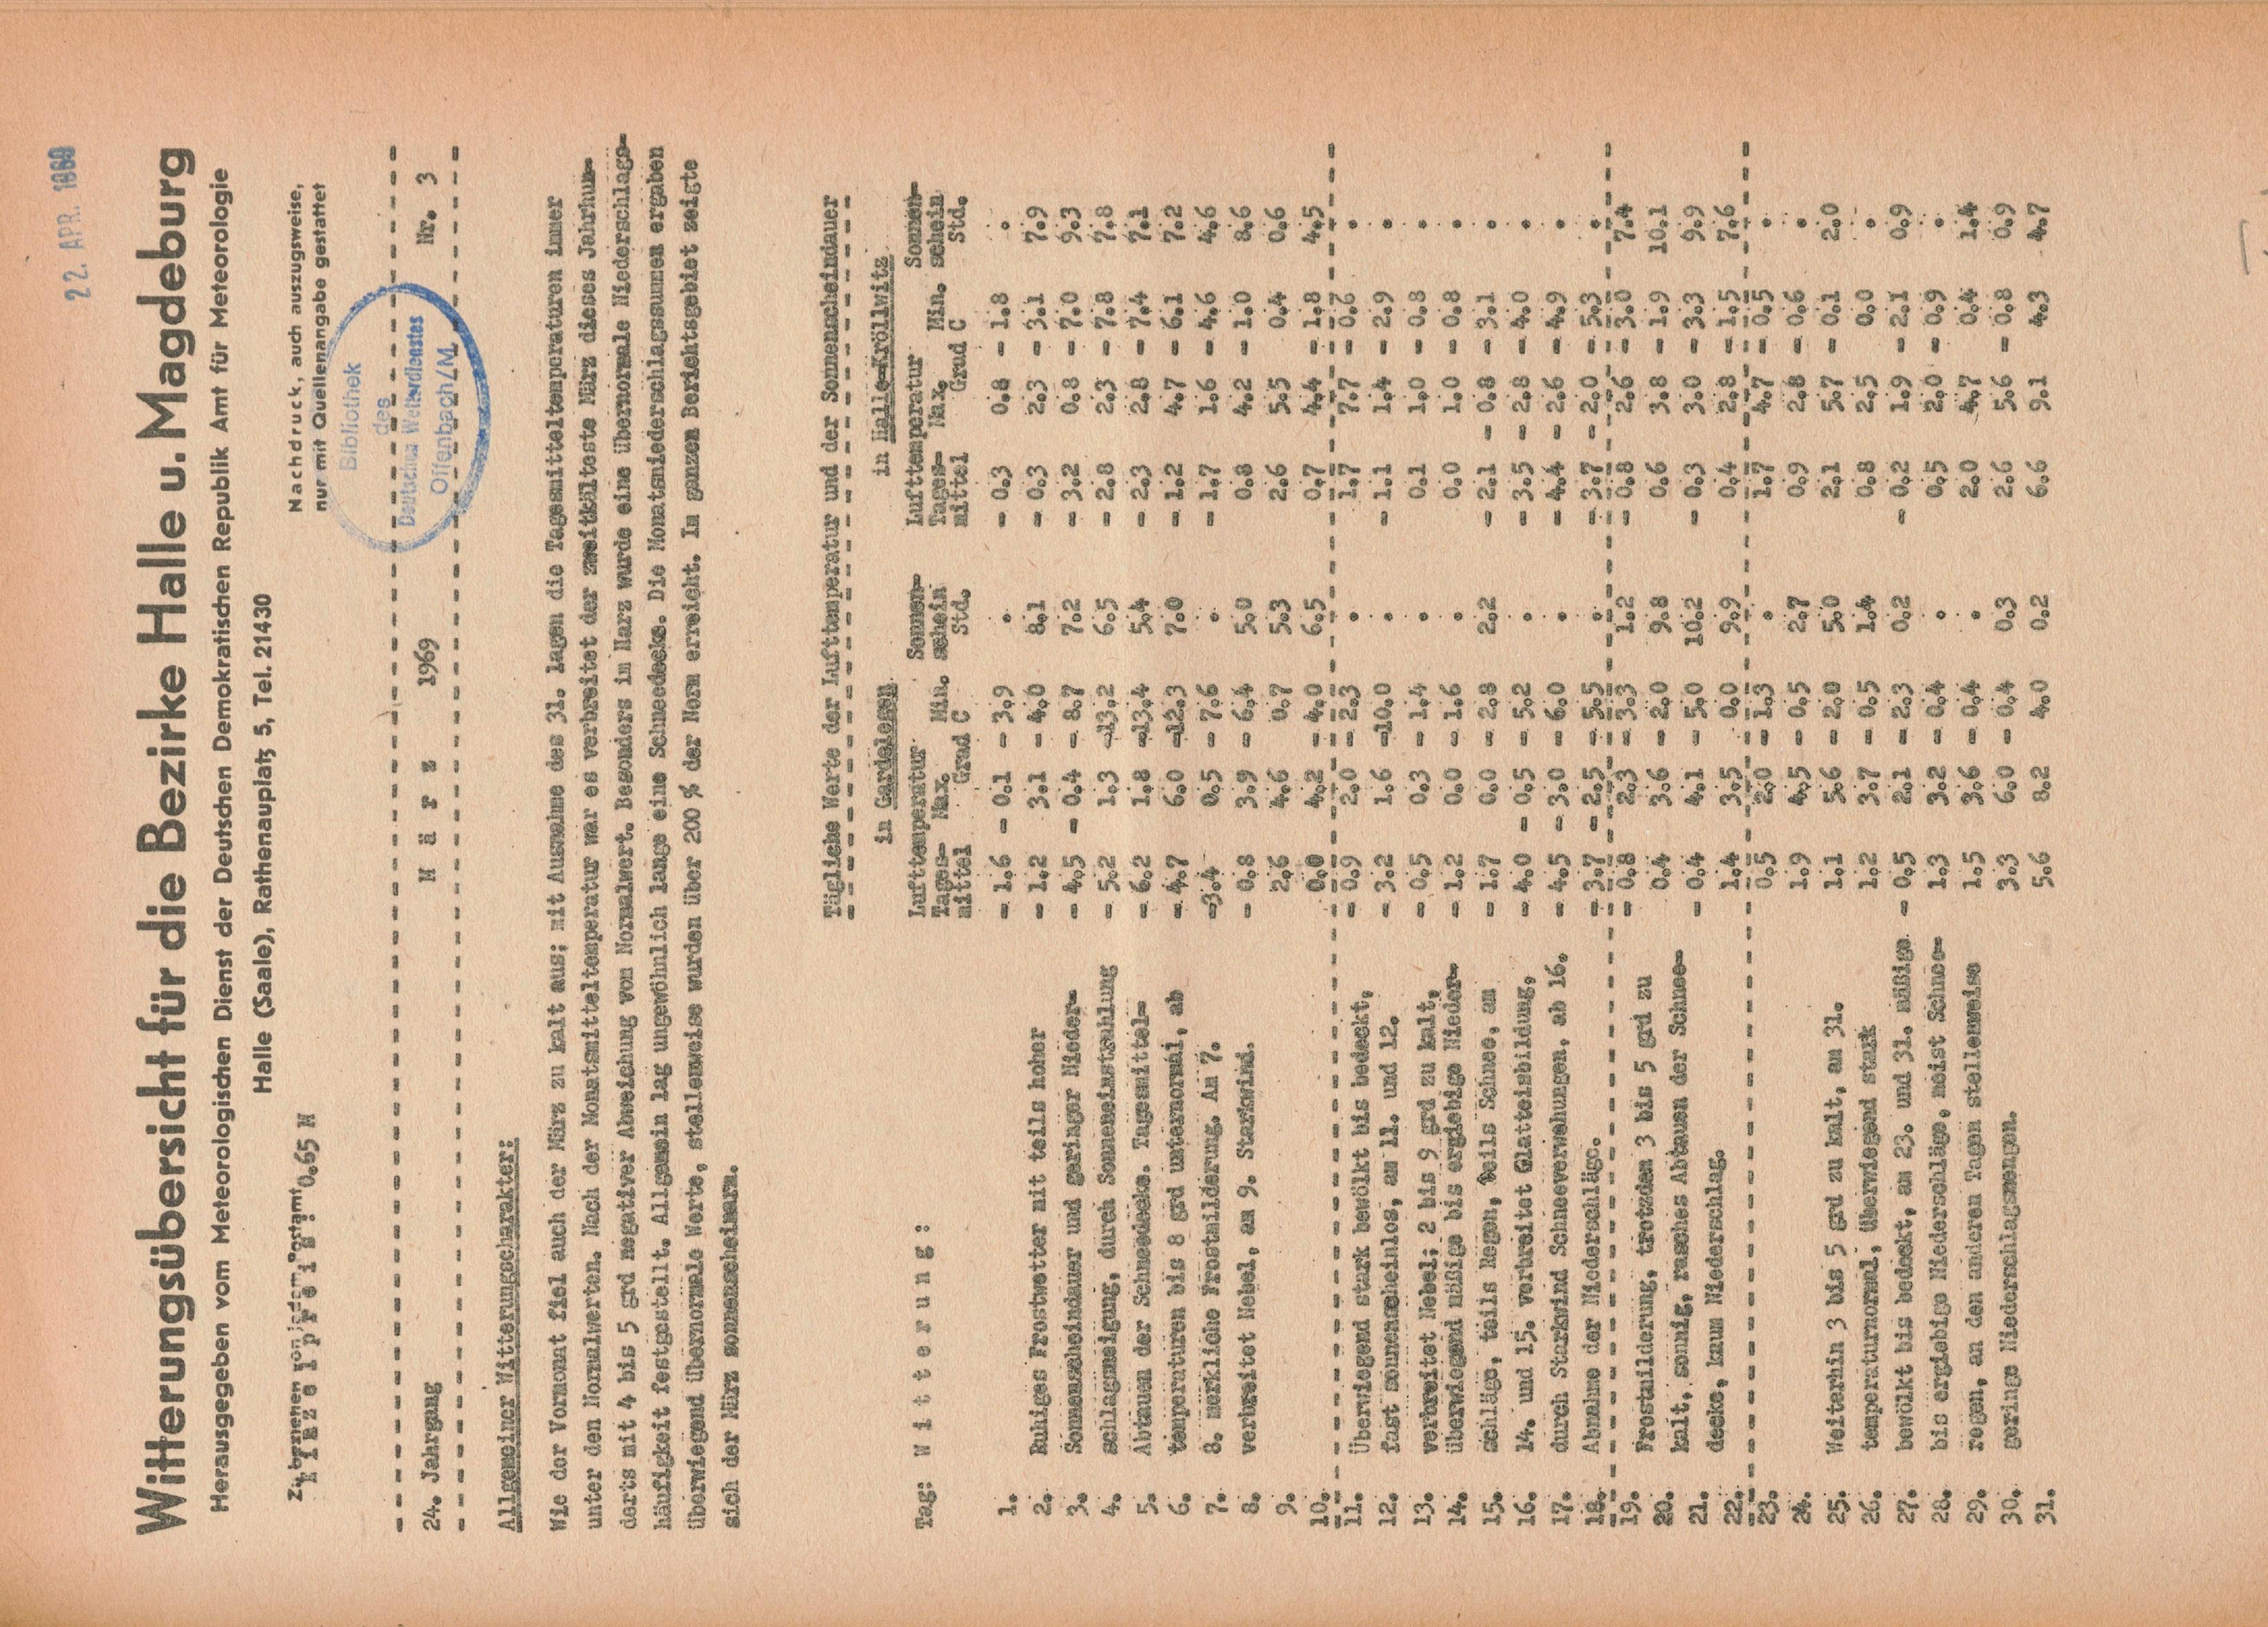 22. APR. 1969
Witterungsübersicht für die Bezirke Halle u. Magdeburg
Herausgegeben vom Meteorologischen Dienst der Deutschen Demokratischen Republik Amt für Meteorologie
Halle (Saale), Rathenauplatz 5, Tel. 21430
Zu beziehen von jedem Postamt
Einzelpreis: 0.65 M
Nachdruck, auch auszugsweise,
nur mit Quellenangabe gestattet
Bibliothek
des
Deutschen Wetterdienstes
Offenbach/M.
24. Jahrgang März 1969 Nr. 3
Allgemeiner Witterungscharakter:
Wie der Vormonat fiel auch der März zu kalt aus; mit Ausnahme des 31. lagen die Tagesmitteltemperaturen immer
unter den Normalwerten. Nach der Monatsmitteltemperatur war es verbreitet der zweitkälteste März dieses Jahrhun-
derts mit 4 bis 5 grd negativer Abweichung vom Normalwert. Besonders im Harz wurde eine übernormale Niederschlags-
häufigkeit festgestellt. Allgemein lag ungewöhnlich lange eine Schneedecke. Die Monatsniederschlagssummen ergaben
überwiegend übernormale Werte, stellenweise wurden über 200 % der Norm erreicht. Im ganzen Berichtsgebiet zeigte
sich der März sonnenscheinarm.
Tägliche Werte der Lufttemperatur und der Sonnenscheindauer
in Gardelegen in Halle-Kröllwitz
Lufttemperatur Sonnen- Lufttemperatur Sonnen-
Tag: Witterung: Tages- Max. Min. schein Tages- Max. Min. schein
mittel Grad C Std. mittel Grad C Std.
1. - 1.6 - 0.1 - 3.9 . - 0.3 0.8 - 1.8 .
2. Ruhiges Frostwetter mit teils hoher - 1.2 3.1 - 4.0 8.1 - 0.3 2.3 - 3.1 7.9
3. Sonnenscheindauer und geringer Nieder- - 4.5 - 0.4 - 8.7 7.2 - 3.2 0.8 - 7.0 9.3
4. schlagsneigung, durch Sonneneinstrahlung - 5.2 1.3 -13.2 6.5 - 2.8 2.3 - 7.8 7.8
5. Abtauen der Schneedecke. Tagesmittel- - 6.2 1.8 -13.4 5.4 - 2.3 2.8 - 7.4 7.1
6. temperaturen bis 8 grd unternormal, ab - 4.7 6.0 -12.3 7.0 - 1.2 4.7 - 6.1 7.2
7. 8. merkliche Frostmilderung. Am 7. -3.4 0.5 - 7.6 . - 1.7 1.6 - 4.6 4.6
8. verbreitet Nebel, am 9. Starkwind. - 0.8 3.9 - 6.4 5.0 0.8 4.2 - 1.0 8.6
9. 2.6 4.6 0.7 5.3 2.6 5.5 0.4 0.6
10. 0.0 4.2 - 4.0 6.5 0.7 4.4 - 1.8 4.5
11. Überwiegend stark bewölkt bis bedeckt, - 0.9 2.0 - 2.3 . 1.7 7.7 - 0.6 .
12. fast sonnenscheinlos, am 11. und 12. - 3.2 1.6 -10.0 . - 1.1 1.4 - 2.9 .
13. verbreitet Nebel; 2 bis 9 grd zu kalt, - 0.5 0.3 - 1.4 . 0.1 1.0 - 0.8 .
14. überwiegend mäßige bis ergiebige Nieder- - 1.2 0.0 - 1.6 . 0.0 1.0 - 0.8 .
15. schläge, teils Regen, teils Schnee, am - 1.7 0.0 - 2.8 2.2 - 2.1 - 0.8 - 3.1 .
16. 14. und 15. verbreitet Glatteisbildung, - 4.0 - 0.5 - 5.2 . - 3.5 - 2.8 - 4.0 .
17. durch Starkwind Schneeverwehungen, ab 16. - 4.5 - 3.0 - 6.0 . - 4.4 - 2.6 - 4.9 .
18. Abnahme der Niederschläge. - 3.7 - 2.5 - 5.5 . - 3.7 - 2.0 - 5.3 .
19. Frostmilderung, trotzdem 3 bis 5 grd zu - 0.8 2.3 - 3.3 1.2 - 0.8 2.6 - 3.0 7.4
20. kalt, sonnig, rasches Abtauen der Schnee- 0.4 3.6 - 2.0 9.8 0.6 3.8 - 1.9 10.1
21. decke, kaum Niederschlag. - 0.4 4.1 - 5.0 10.2 - 0.3 3.0 - 3.3 9.9
22. 1.4 3.5 0.0 9.9 0.4 2.8 - 1.5 7.6
23. 0.5 2.0 - 1.3 . 1.7 4.7 - 0.5 .
24. 1.9 4.5 - 0.5 2.7 0.9 2.8 - 0.6 .
25. Weiterhin 3 bis 5 grd zu kalt, am 31. 1.1 5.6 - 2.0 5.0 2.1 5.7 - 0.1 2.0
26. temperaturnormal, überwiegend stark 1.2 3.7 - 0.5 1.4 0.8 2.5 0.0 .
27. bewölkt bis bedeckt, am 23. und 31. mäßige - 0.5 2.1 - 2.3 0.2 - 0.2 1.9 - 2.1 0.9
28. bis ergiebige Niederschläge, meist Schnee- 1.3 3.2 - 0.4 . 0.5 2.0 - 0.9 .
29. regen, an den anderen Tagen stellenweise 1.5 3.6 - 0.4 . 2.0 4.7 0.4 1.4
30. geringe Niederschlagsmengen. 3.3 6.0 - 0.4 0.3 2.6 5.6 - 0.8 0.9
31. 5.6 8.2 4.0 0.2 6.6 9.1 4.3 4.7